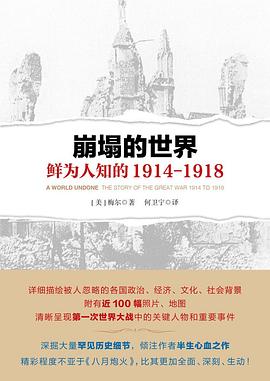 崩塌的世界
鲜为人知的1914-1918
A WORLD UNDONE THE STORY OF THE GREAT WAR 1914 TO 1918
[美]梅尔 著 何卫宁 译
详细描绘被人忽略的各国政治、经济、文化、社会背景
附有近100幅照片、地图
清晰呈现第一次世界大战中的关键人物和重要事件
深掘大量罕见历史细节，倾注作者半生心血之作
精彩程度不亚于《八月炮火》，比其更加全面、深刻、生动！